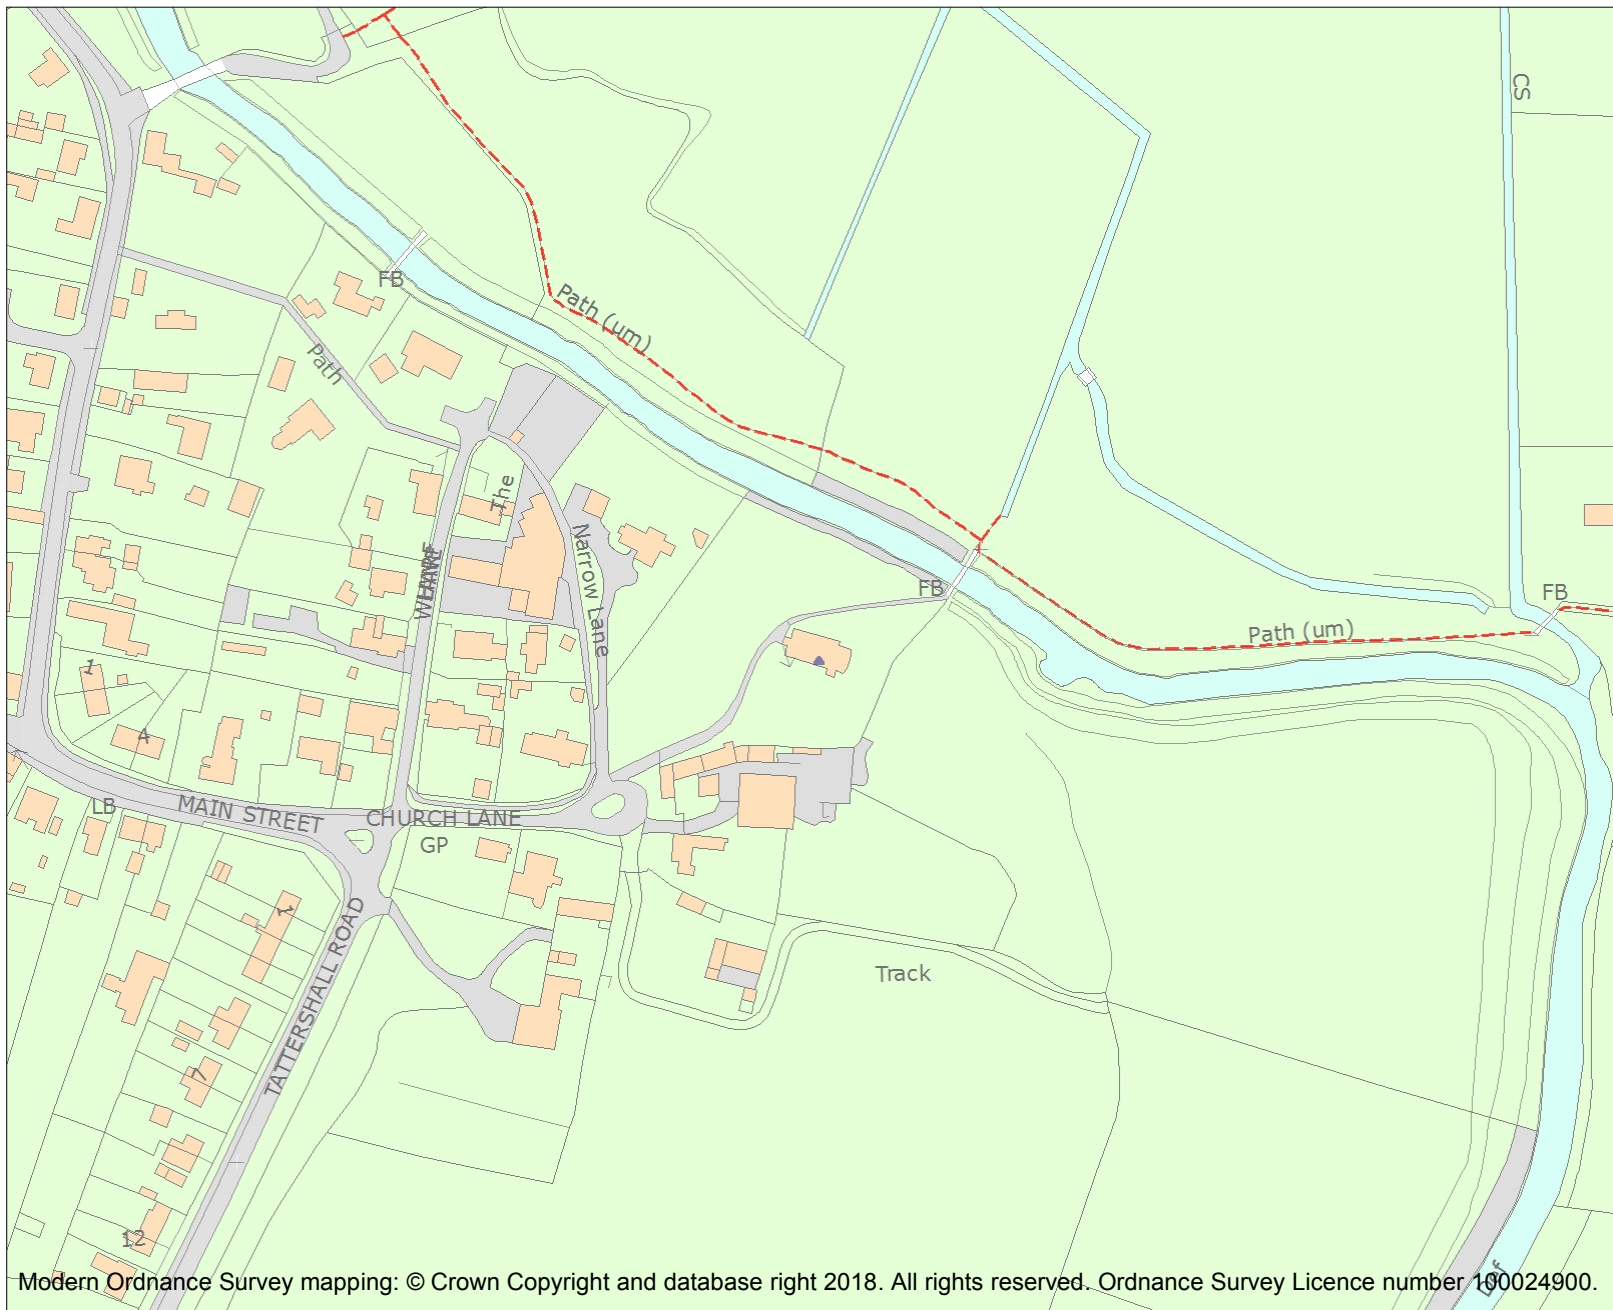 CS
FB
Path (um)
Path
The
Narrow Lane
FB
FB
Path (um)
1
4
LB
MAIN STREET
CHURCH LANE
GP
1
TATTERSHALL ROAD
Track
7
12
Modern Ordnance Survey mapping: © Crown Copyright and database right 2018. All rights reserved. Ordnance Survey Licence number 100024900.